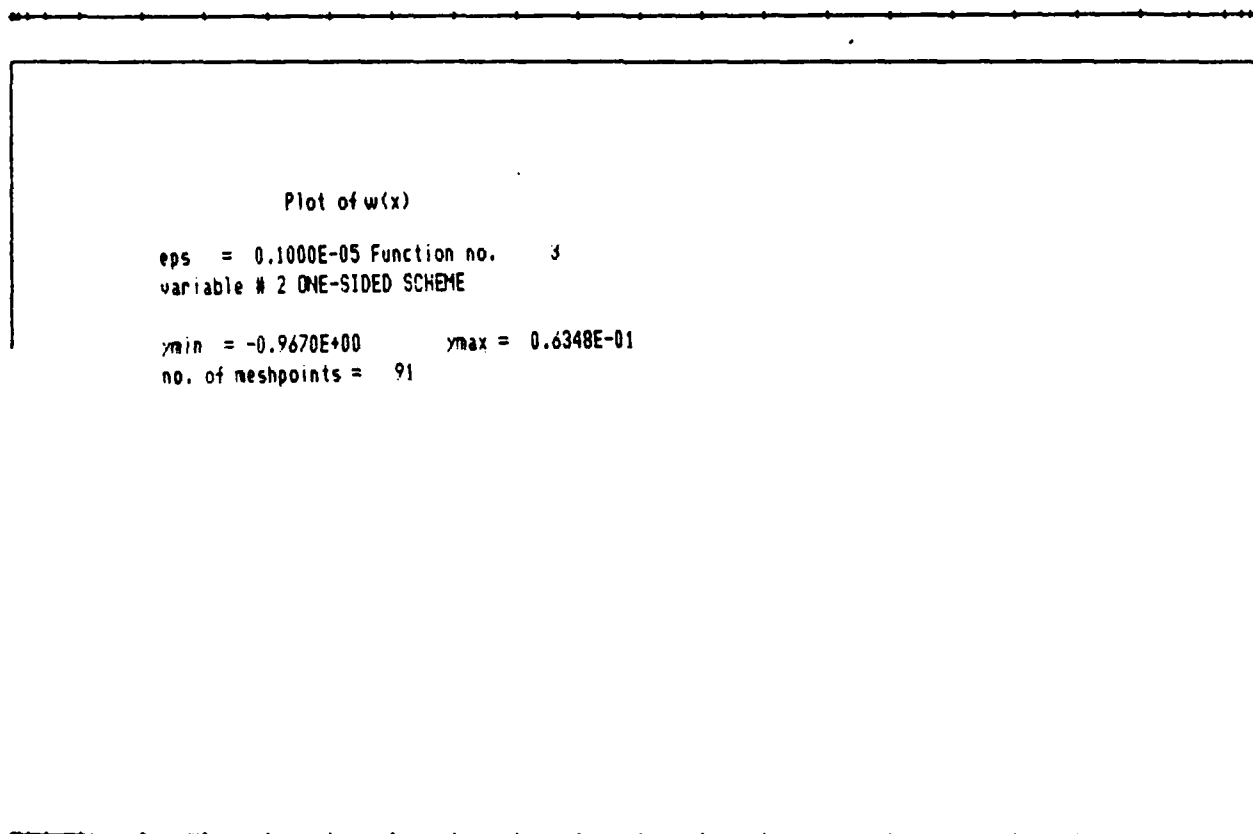 Plot of w(x)
eps = 0.1000E-05 Function no. 3
variable # 2 ONE-SIDED SCHEME
ymin = -0.9670E+00 ymax = 0.6348E-01
no. of meshpoints = 91